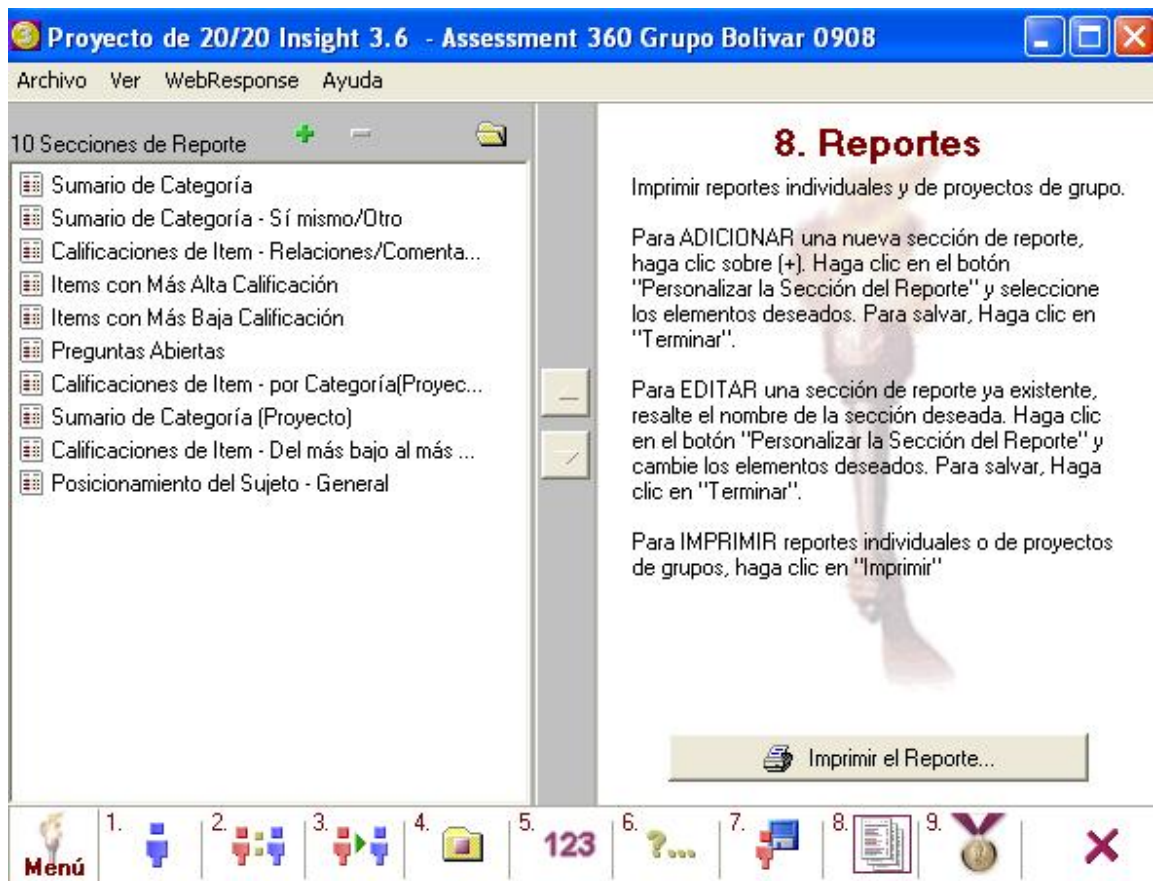 Proyecto de 20/20 Insight 3.6 - Assessment 360 Grupo Bolivar 0908
Archivo Ver WebResponse Ayuda
10 Secciones de Reporte
Sumario de Categoría
Sumario de Categoría - Sí mismo/Otro
Calificaciones de Item - Relaciones/Comenta...
Items con Más Alta Calificación
Items con Más Baja Calificación
Preguntas Abiertas
Calificaciones de Item - por Categoría(Proyec...
Sumario de Categoría (Proyecto)
Calificaciones de Item - Del más bajo al más ...
Posicionamiento del Sujeto - General
8. Reportes
Imprimir reportes individuales y de proyectos de grupo.
Para ADICIONAR una nueva sección de reporte,
haga clic sobre (+). Haga clic en el botón
"Personalizar la Sección del Reporte" y seleccione
los elementos deseados. Para salvar, Haga clic en
"Terminar".
Para EDITAR una sección de reporte ya existente,
resalte el nombre de la sección deseada. Haga clic
en el botón "Personalizar la Sección del Reporte" y
cambie los elementos deseados. Para salvar, Haga
clic en "Terminar".
Para IMPRIMIR reportes individuales o de proyectos
de grupos, haga clic en "Imprimir"
Imprimir el Reporte...
Menú 1. 2. 3. 4. 5. 123 6. ?... 7. 8. 9.